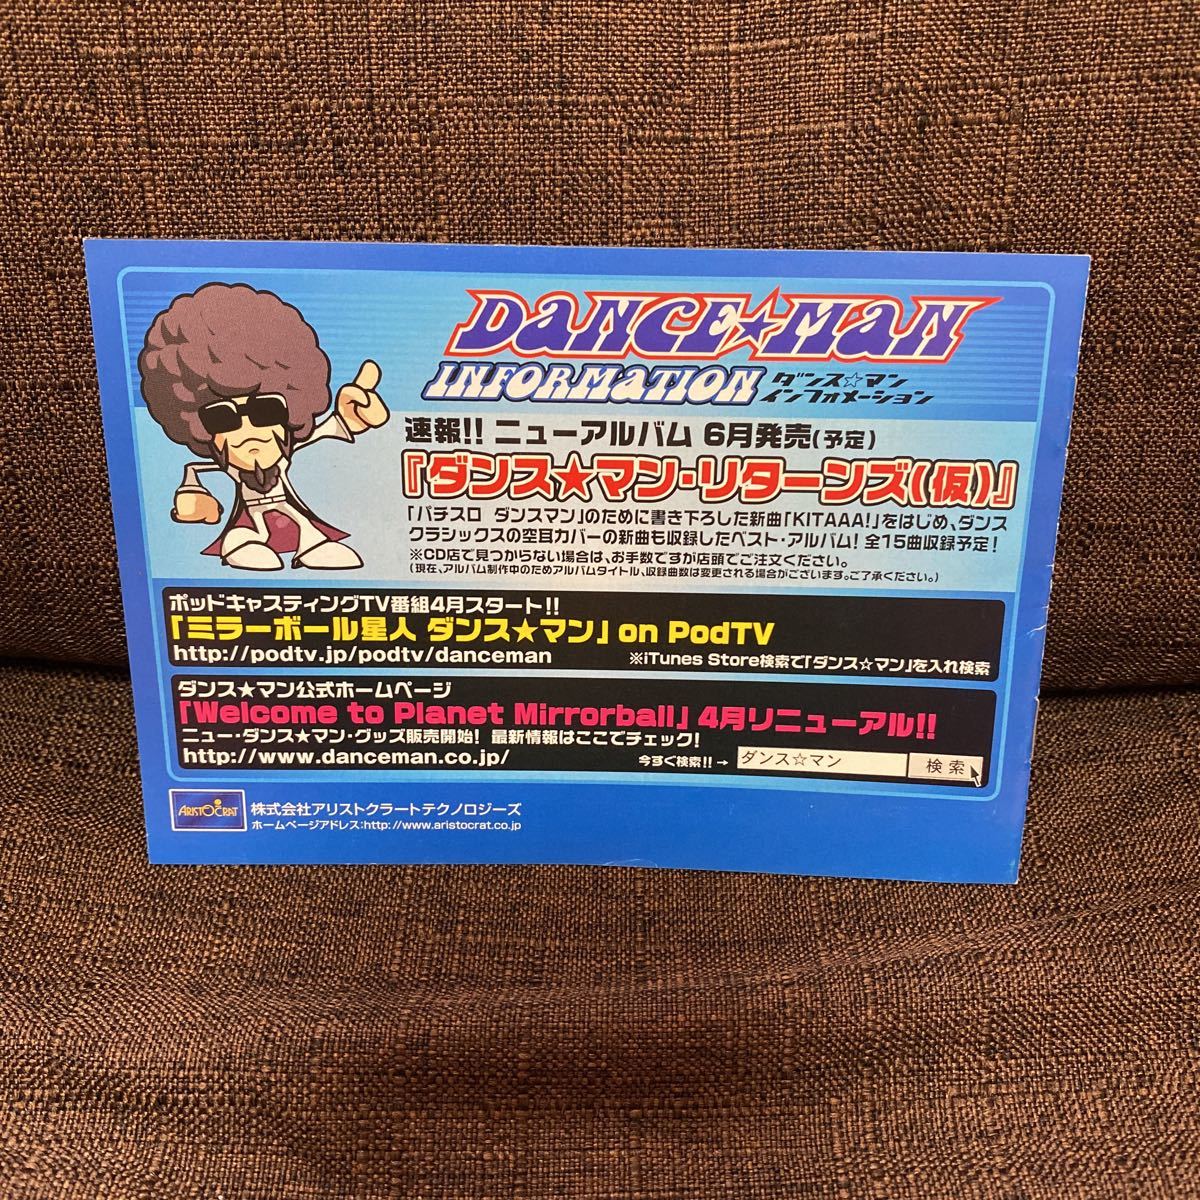 DANCE★MAN
INFORMATION ダンス☆マン
インフォメーション
速報!! ニューアルバム 6月発売(予定)
『ダンス★マン・リターンズ(仮)』
「パチスロ ダンスマン」のために書き下ろした新曲「KITAAA!」をはじめ、ダンス
クラシックスの空耳カバーの新曲も収録したベスト・アルバム! 全15曲収録予定!
※CD店で見つからない場合は、お手数ですが店頭でご注文ください。
(現在、アルバム制作中のためアルバムタイトル、収録曲数は変更される場合がございます。ご了承ください。)
ポッドキャスティングTV番組4月スタート!!
「ミラーボール星人 ダンス★マン」 on PodTV
http://podtv.jp/podtv/danceman ※iTunes Store検索で「ダンス☆マン」を入れ検索
ダンス★マン公式ホームページ
「Welcome to Planet Mirrorball」 4月リニューアル!!
ニュー・ダンス★マン・グッズ販売開始! 最新情報はここでチェック!
http://www.danceman.co.jp/ 今すぐ検索!!→ ダンス☆マン 検索
ARISTOCRAT 株式会社アリストクラートテクノロジーズ
ホームページアドレス:http://www.aristocrat.co.jp